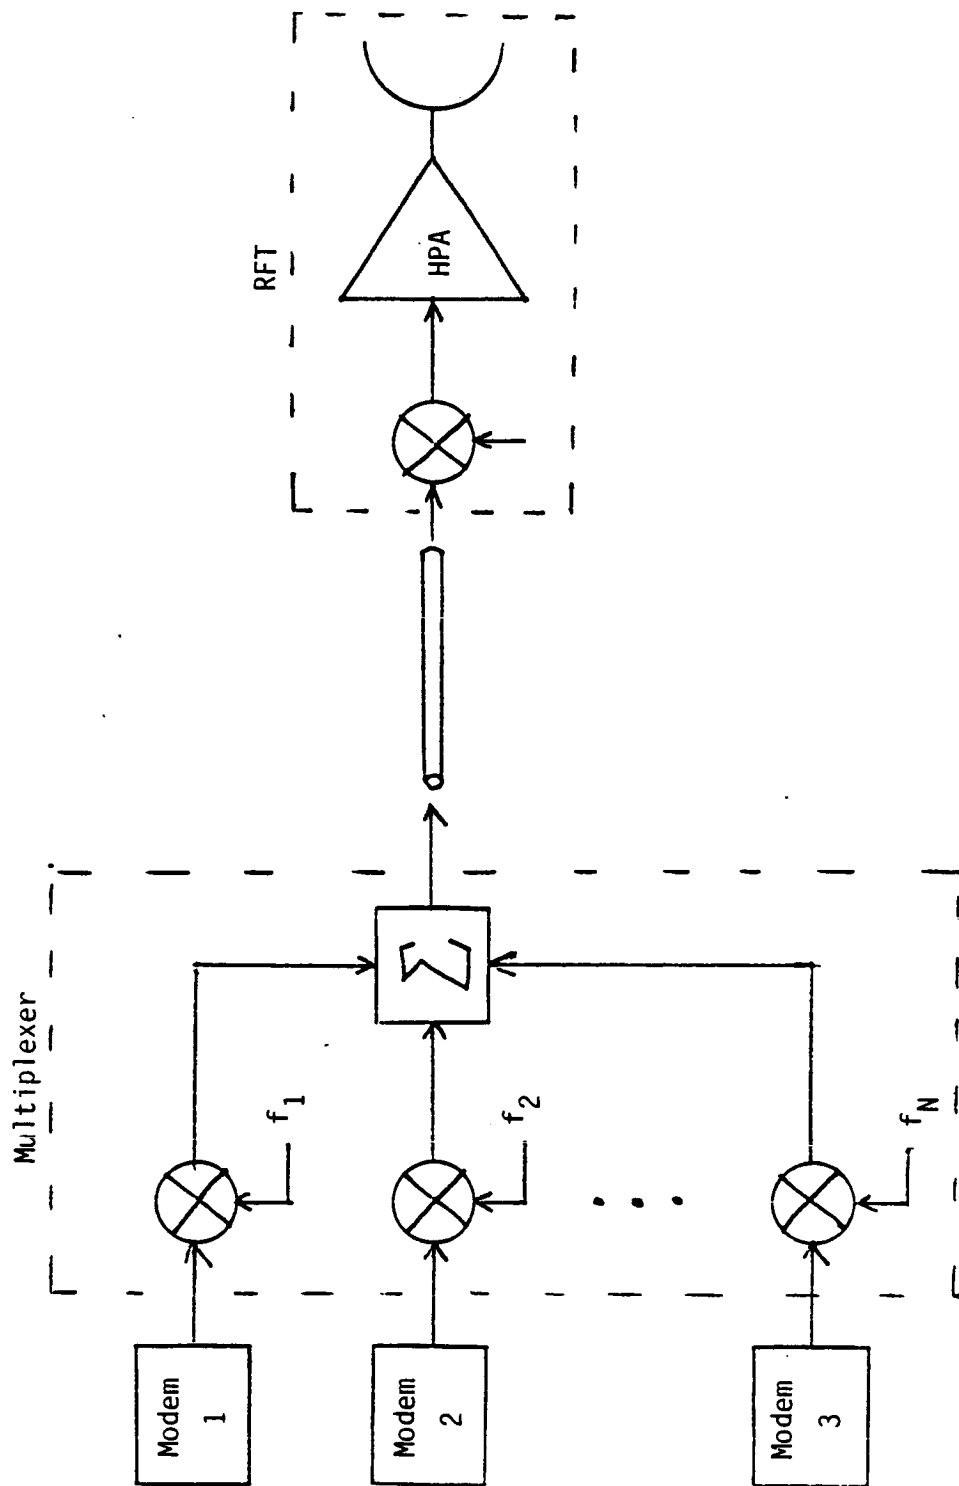 Multiplexer
RFT
Modem
1
f1
Modem
2
f2
Σ
HPA
. . .
Modem
3
fN